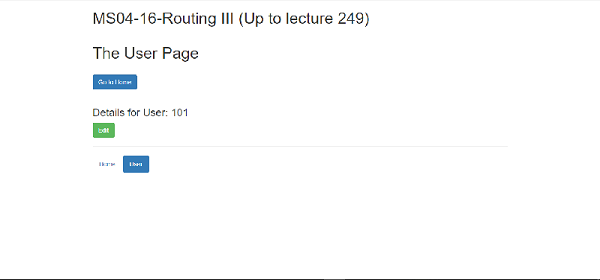 MS04-16-Routing III (Up to lecture 249)
The User Page
Go to Home
Details for User: 101
Edit
Home User